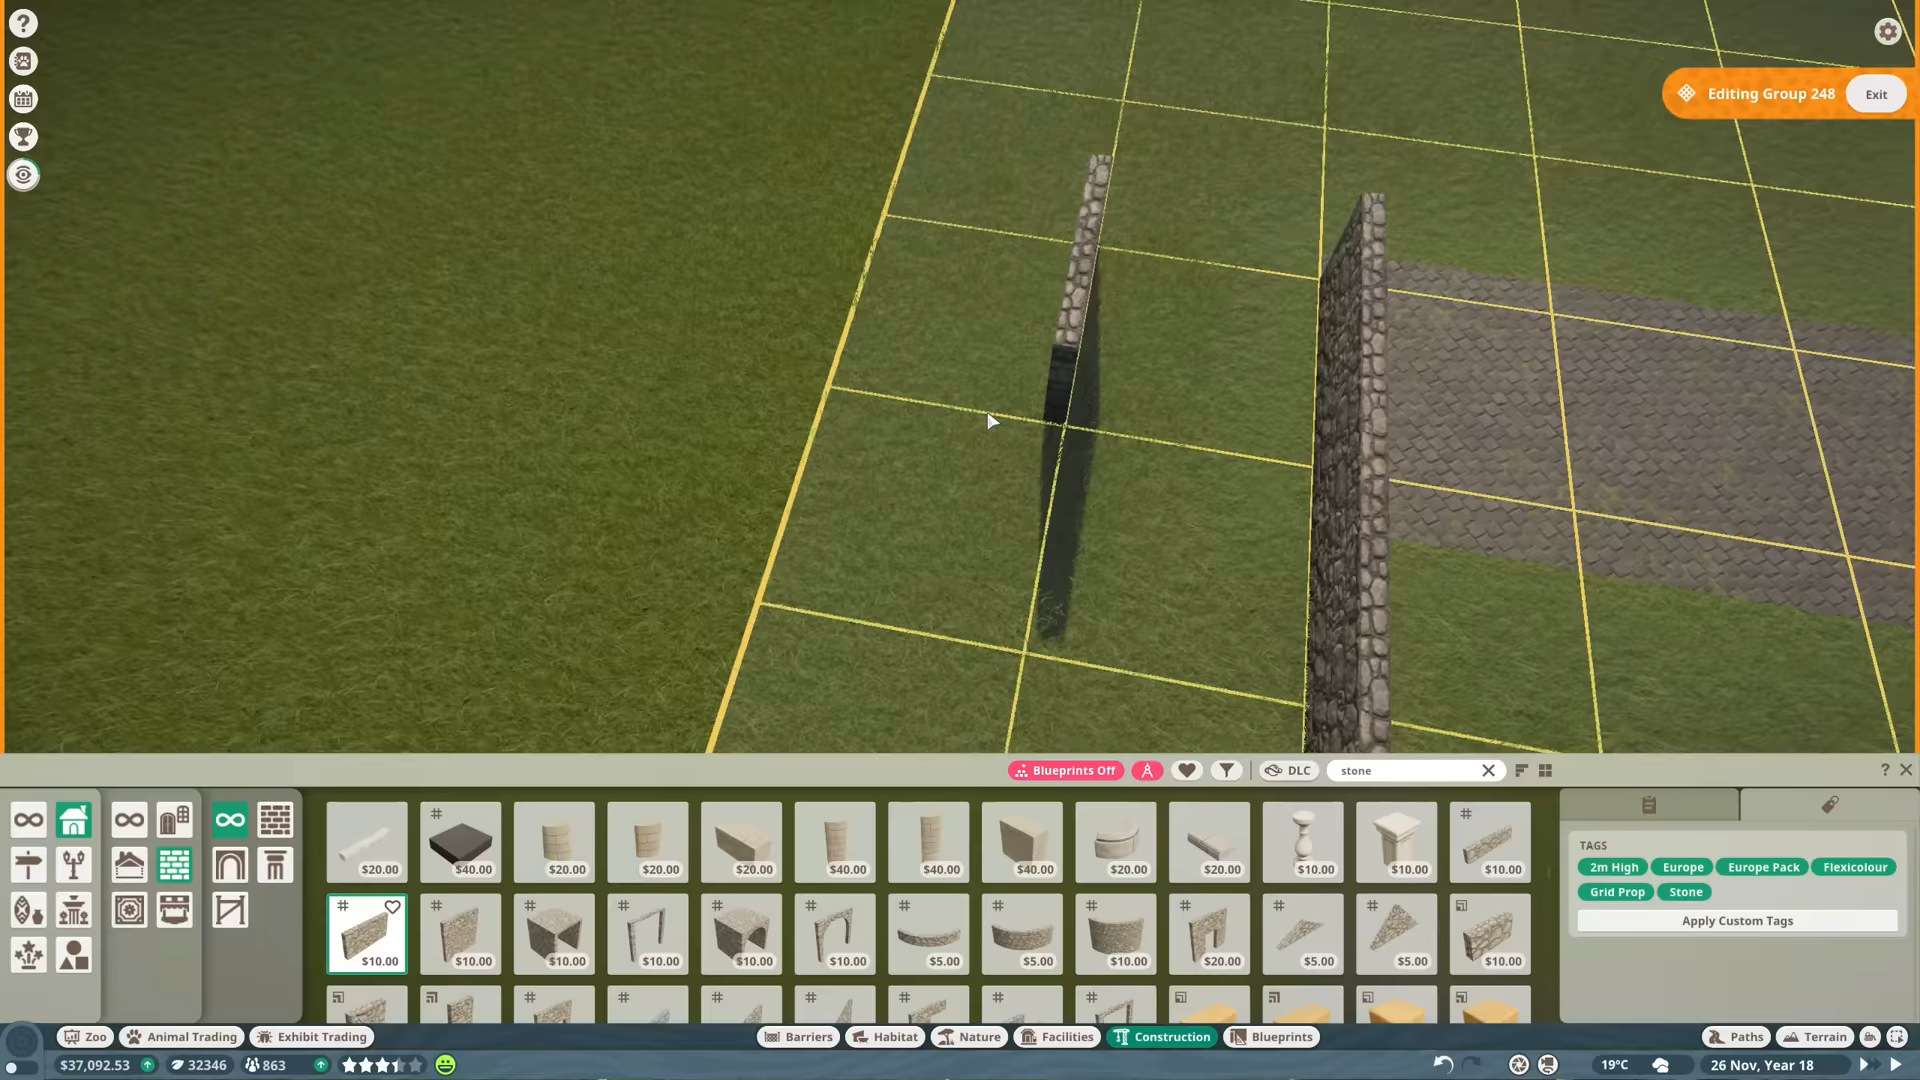 Editing Group 248
Exit
Blueprints Off
DLC
stone
$20.00
$40.00
$20.00
$20.00
$20.00
$40.00
$40.00
$40.00
$20.00
$20.00
$10.00
$10.00
$10.00
$10.00
$10.00
$10.00
$10.00
$10.00
$10.00
$5.00
$5.00
$10.00
$20.00
$5.00
$5.00
$10.00
TAGS
2m High
Europe
Europe Pack
Flexicolour
Grid Prop
Stone
Apply Custom Tags
Zoo
Animal Trading
Exhibit Trading
Barriers
Habitat
Nature
Facilities
Construction
Blueprints
Paths
Terrain
$37,092.53
32346
863
19°C
26 Nov, Year 18